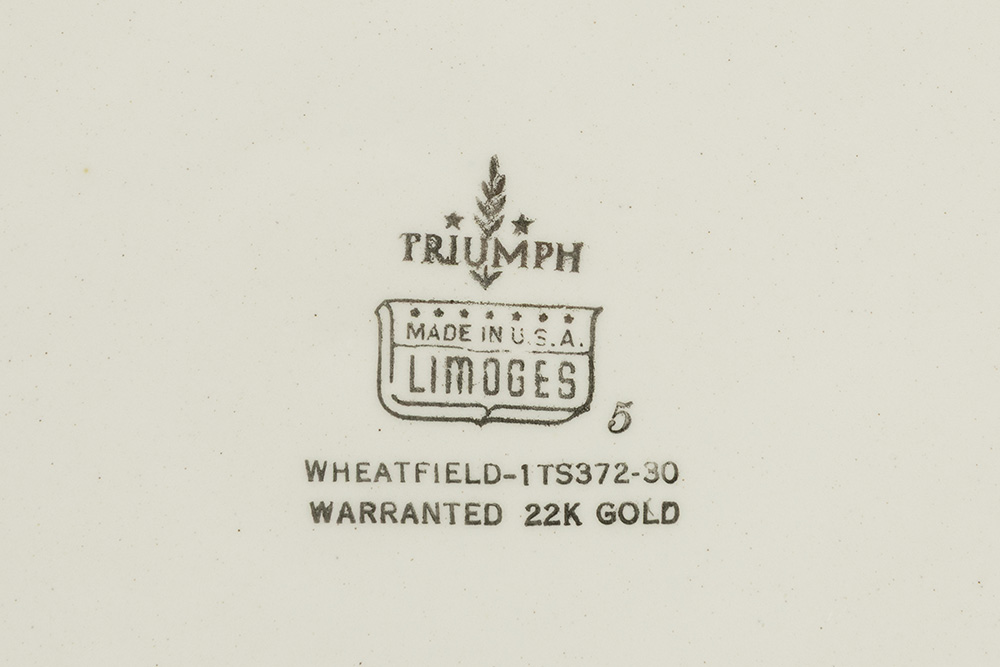 TRIUMPH
MADE IN U.S.A.
LIMOGES
5
WHEATFIELD-1TS372-30
WARRANTED 22K GOLD